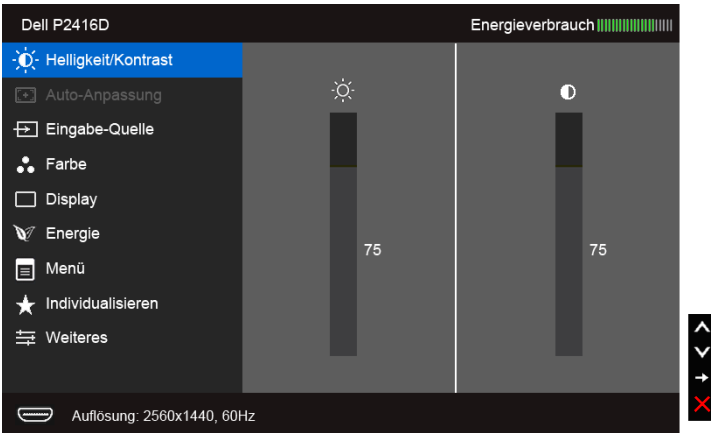 Dell P2416D
Energieverbrauch
Helligkeit/Kontrast
Auto-Anpassung
Eingabe-Quelle
Farbe
Display
Energie
Menü
Individualisieren
Weiteres
75
75
Auflösung: 2560x1440, 60Hz